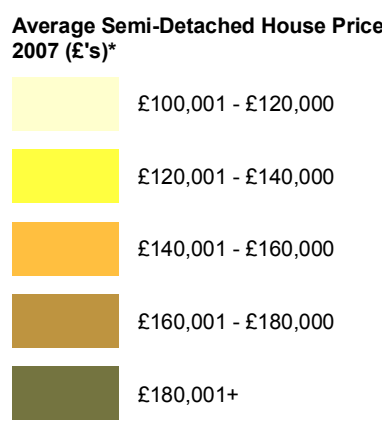 Average Semi-Detached House Price
2007 (£'s)*
£100,001 - £120,000
£120,001 - £140,000
£140,001 - £160,000
£160,001 - £180,000
£180,001+